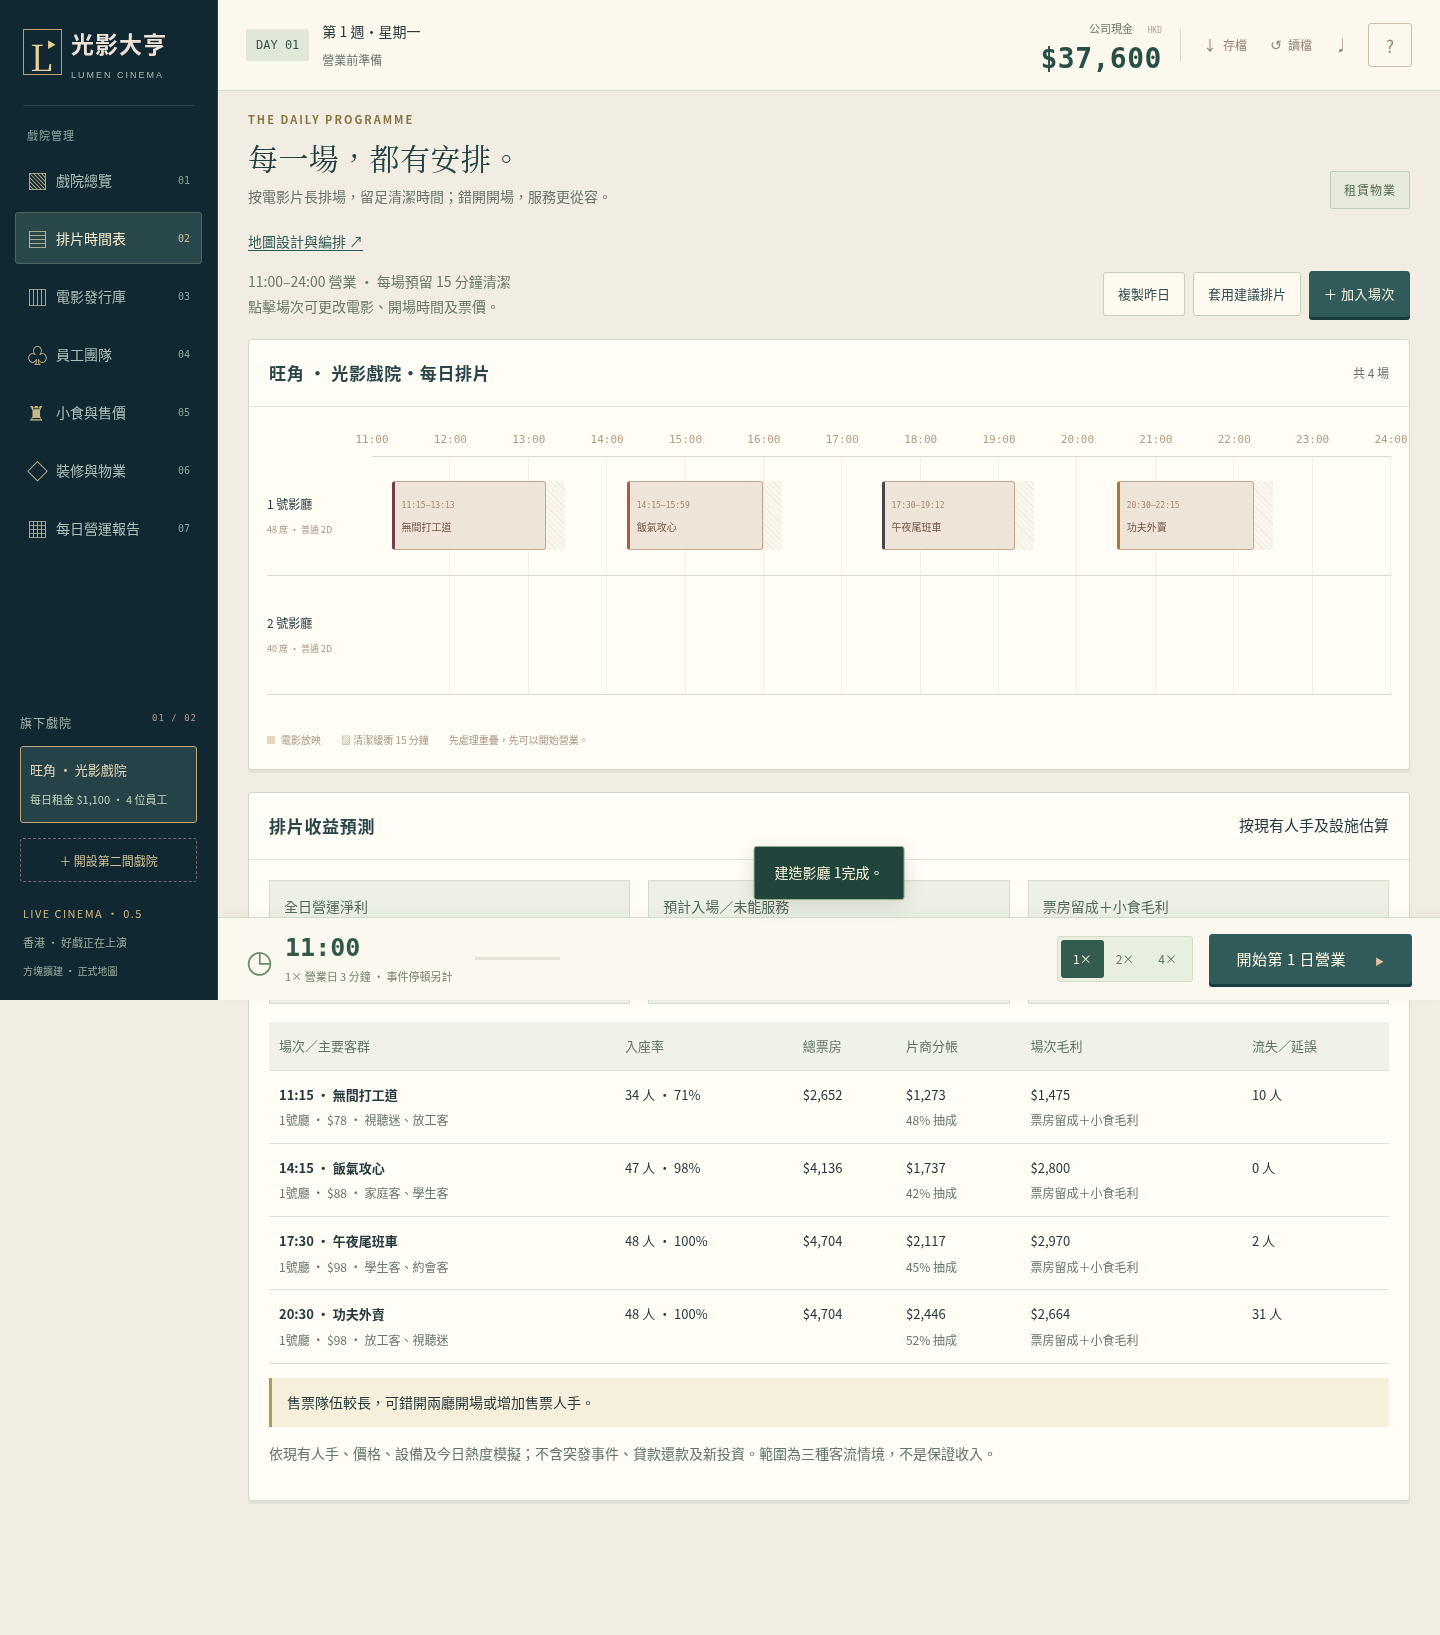 光影大亨
LUMEN CINEMA
戲院管理
戲院總覽 01
排片時間表 02
電影發行庫 03
員工團隊 04
小食與售價 05
裝修與物業 06
每日營運報告 07
旗下戲院 01 / 02
旺角 · 光影戲院
每日租金 $1,100 · 4 位員工
＋ 開設第二間戲院
LIVE CINEMA · 0.5
香港 · 好戲正在上演
方塊擴建 · 正式地圖
DAY 01
第 1 週 · 星期一
營業前準備
公司現金 HKD
$37,600
↓ 存檔
↺ 讀檔
♩
?
THE DAILY PROGRAMME
每一場，都有安排。
按電影片長排場，留足清潔時間；錯開開場，服務更從容。
租賃物業
地圖設計與編排 ↗
11:00–24:00 營業 · 每場預留 15 分鐘清潔
點擊場次可更改電影、開場時間及票價。
複製昨日
套用建議排片
＋ 加入場次
旺角 · 光影戲院 · 每日排片
共 4 場
11:00 12:00 13:00 14:00 15:00 16:00 17:00 18:00 19:00 20:00 21:00 22:00 23:00 24:00
1 號影廳
48 席 · 普通 2D
11:15–13:13
無間打工道
14:15–15:59
飯氣攻心
17:30–19:12
午夜尾班車
20:30–22:15
功夫外賣
2 號影廳
40 席 · 普通 2D
電影放映 清潔緩衝 15 分鐘 先處理重疊，先可以開始營業。
排片收益預測
按現有人手及設施估算
建造影廳 1完成。
全日營運淨利
預計入場／未能服務
票房留成＋小食毛利
11:00
1× 營業日 3 分鐘 · 事件停頓另計
1× 2× 4×
開始第 1 日營業 ▸
場次／主要客群 入座率 總票房 片商分帳 場次毛利 流失／延誤
11:15 · 無間打工道 34 人 · 71% $2,652 $1,273 $1,475 10 人
1號廳 · $78 · 視聽迷、放工客 48% 抽成 票房留成＋小食毛利
14:15 · 飯氣攻心 47 人 · 98% $4,136 $1,737 $2,800 0 人
1號廳 · $88 · 家庭客、學生客 42% 抽成 票房留成＋小食毛利
17:30 · 午夜尾班車 48 人 · 100% $4,704 $2,117 $2,970 2 人
1號廳 · $98 · 學生客、約會客 45% 抽成 票房留成＋小食毛利
20:30 · 功夫外賣 48 人 · 100% $4,704 $2,446 $2,664 31 人
1號廳 · $98 · 放工客、視聽迷 52% 抽成 票房留成＋小食毛利
售票隊伍較長，可錯開兩廳開場或增加售票人手。
依現有人手、價格、設備及今日熱度模擬；不含突發事件、貸款還款及新投資。範圍為三種客流情境，不是保證收入。